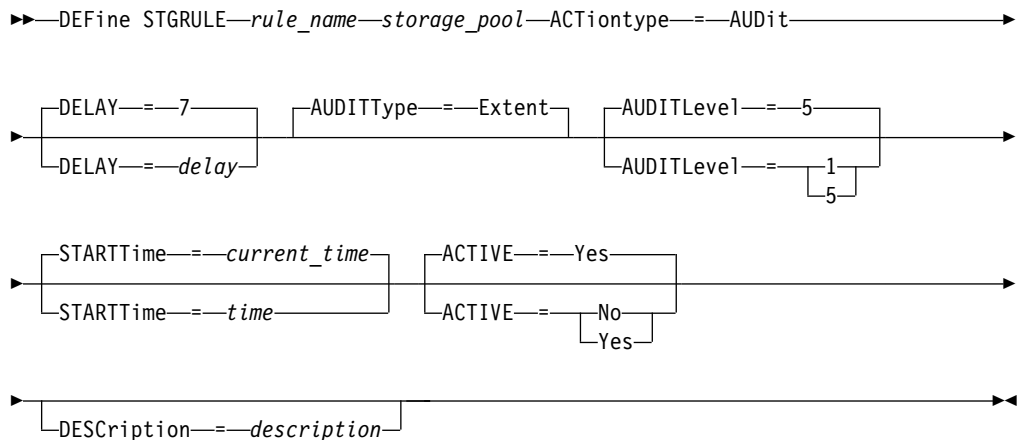 DEFine STGRULE rule_name storage_pool ACTiontype = AUDit
DELAY = 7 AUDITType = Extent AUDITLevel = 5
DELAY = delay AUDITLevel = 1
5
STARTTime = current_time ACTIVE = Yes
STARTTime = time ACTIVE = No
Yes
DESCription = description